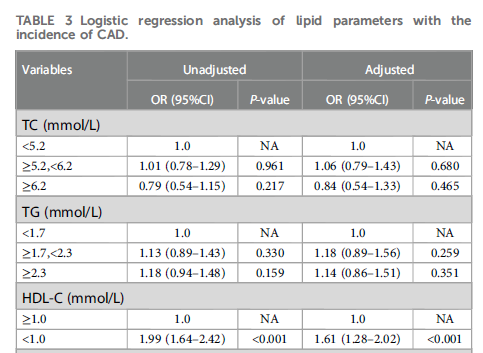 TABLE 3 Logistic regression analysis of lipid parameters with the
incidence of CAD.
Variables Unadjusted Adjusted
OR (95%CI) P-value OR (95%CI) P-value
TC (mmol/L)
<5.2 1.0 NA 1.0 NA
≥5.2,<6.2 1.01 (0.78–1.29) 0.961 1.06 (0.79–1.43) 0.680
≥6.2 0.79 (0.54–1.15) 0.217 0.84 (0.54–1.33) 0.465
TG (mmol/L)
<1.7 1.0 NA 1.0 NA
≥1.7,<2.3 1.13 (0.89–1.43) 0.330 1.18 (0.89–1.56) 0.259
≥2.3 1.18 (0.94–1.48) 0.159 1.14 (0.86–1.51) 0.351
HDL-C (mmol/L)
≥1.0 1.0 NA 1.0 NA
<1.0 1.99 (1.64–2.42) <0.001 1.61 (1.28–2.02) <0.001